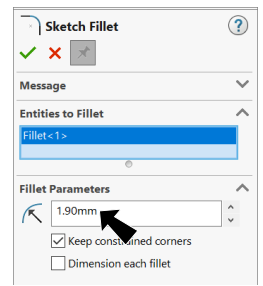 Sketch Fillet
?
Message
Entities to Fillet
Fillet<1>
Fillet Parameters
1.90mm
Keep constrained corners
Dimension each fillet